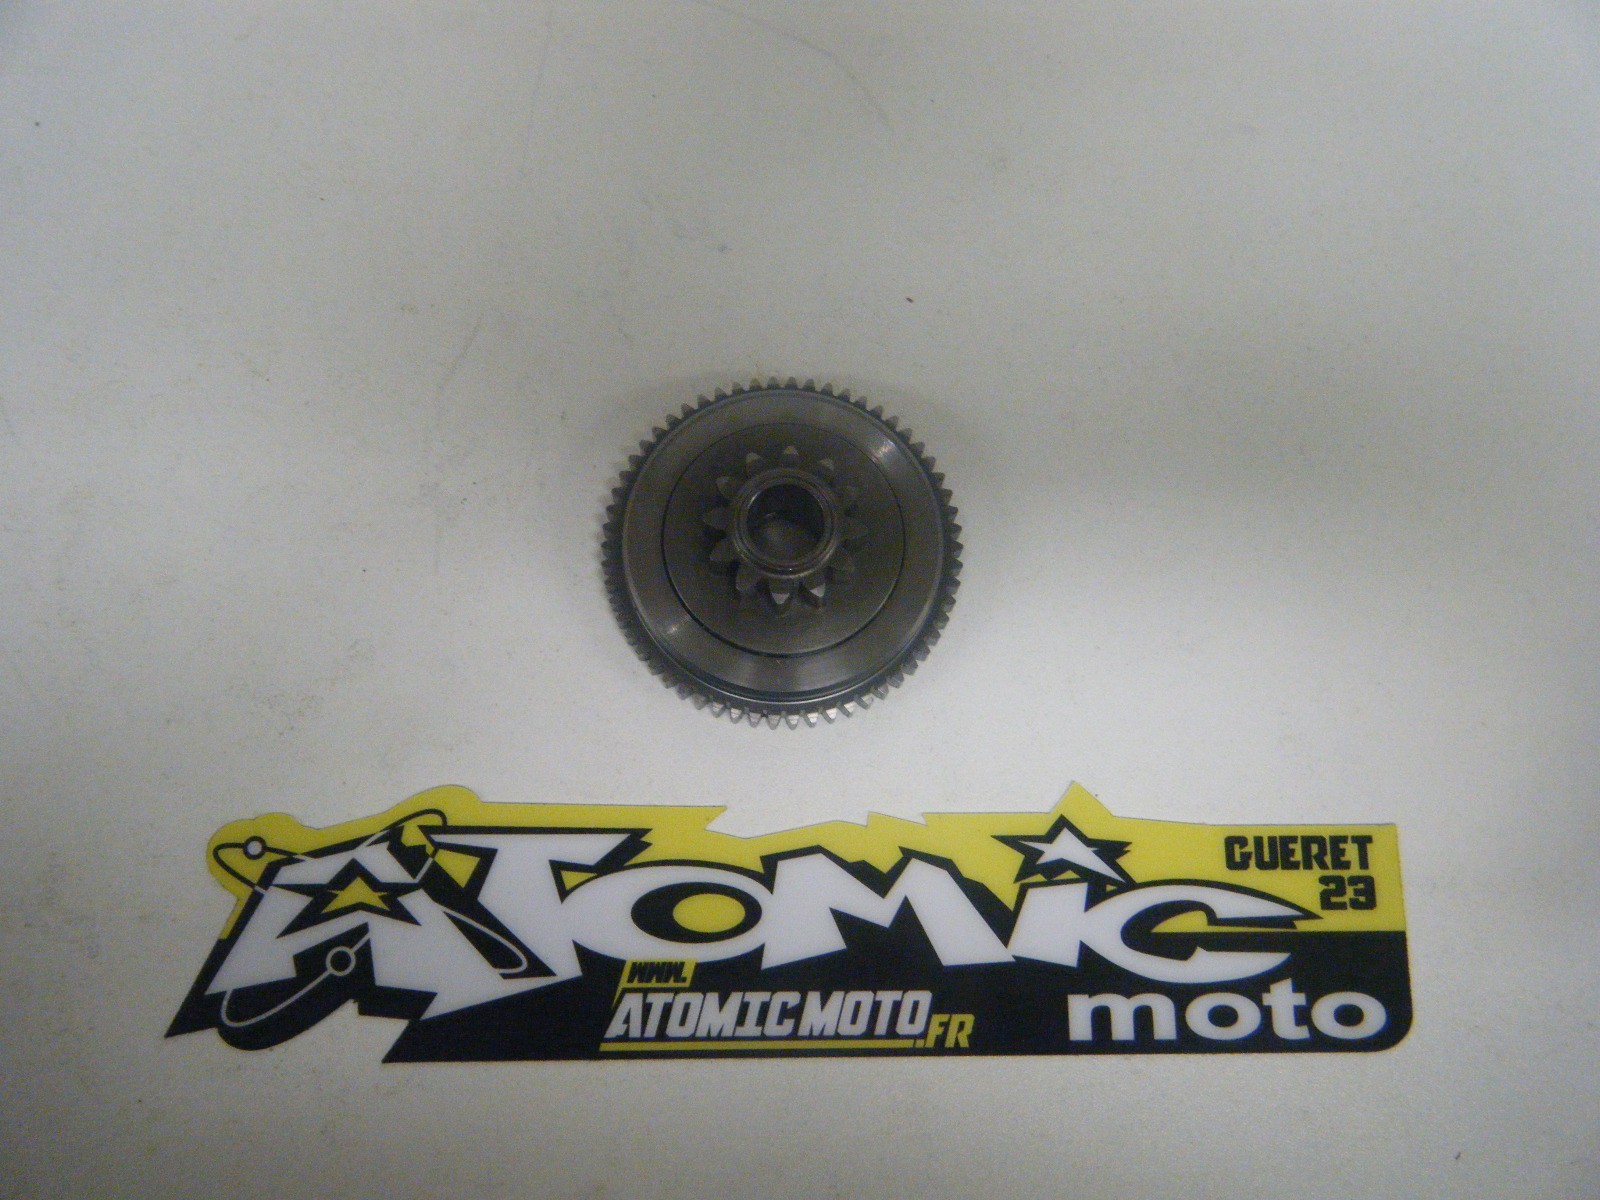 ATOMIC
GUERET
23
WWW.
ATOMICMOTO.FR
moto